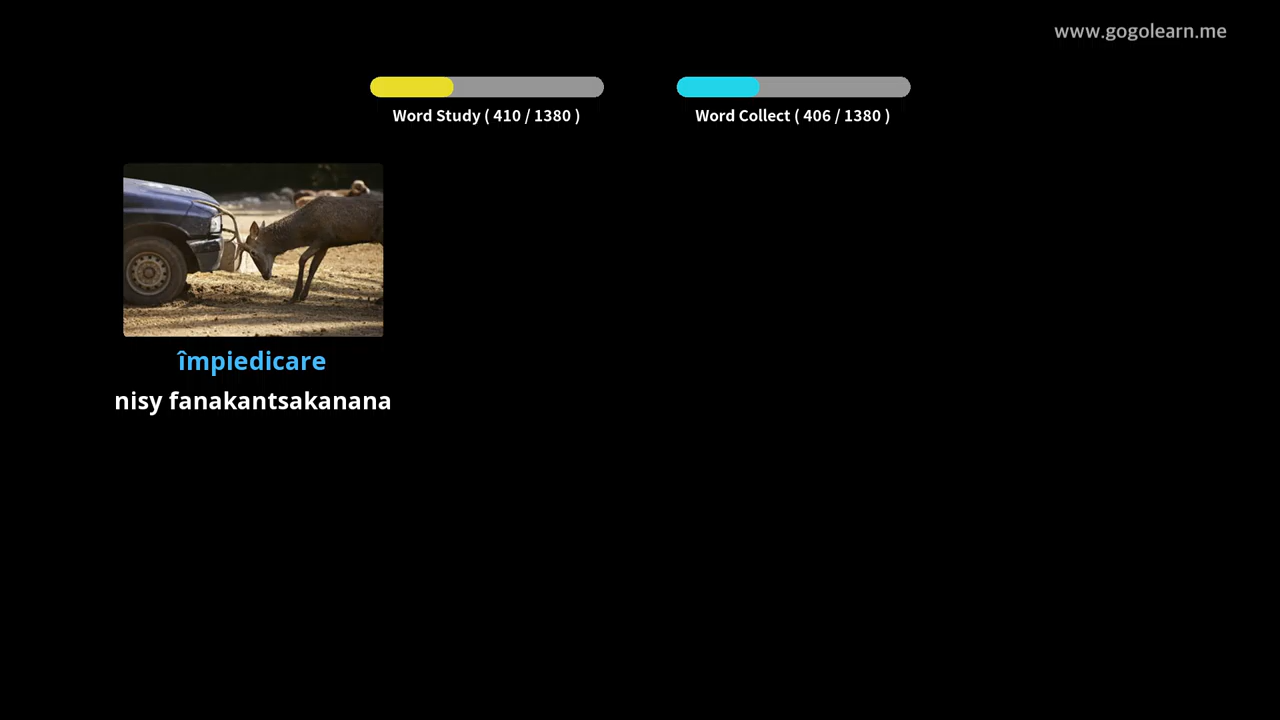 www.gogolearn.me
Word Study ( 410 / 1380 )
Word Collect ( 406 / 1380 )
împiedicare
nisy fanakantsakanana